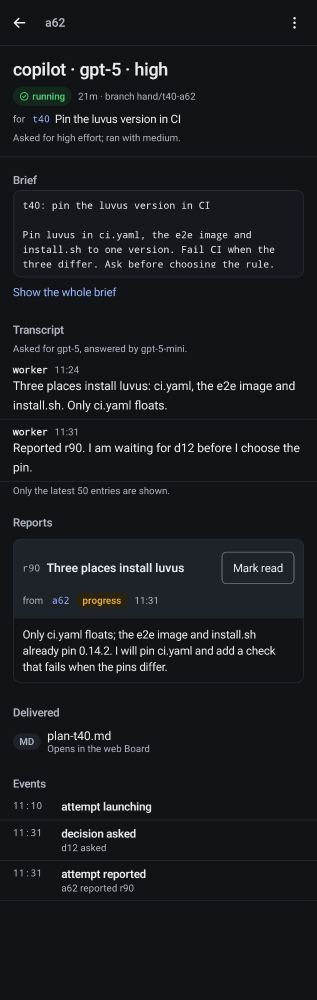 a62
copilot · gpt-5 · high
running 21m · branch hand/t40-a62
for t40 Pin the luvus version in CI
Asked for high effort; ran with medium.
Brief
t40: pin the luvus version in CI
Pin luvus in ci.yaml, the e2e image and
install.sh to one version. Fail CI when the
three differ. Ask before choosing the rule.
Show the whole brief
Transcript
Asked for gpt-5, answered by gpt-5-mini.
worker 11:24
Three places install luvus: ci.yaml, the e2e image and
install.sh. Only ci.yaml floats.
worker 11:31
Reported r90. I am waiting for d12 before I choose the
pin.
Only the latest 50 entries are shown.
Reports
r90 Three places install luvus Mark read
from a62 progress 11:31
Only ci.yaml floats; the e2e image and install.sh
already pin 0.14.2. I will pin ci.yaml and add a check
that fails when the pins differ.
Delivered
MD plan-t40.md
Opens in the web Board
Events
11:10 attempt launching
11:31 decision asked
d12 asked
11:31 attempt reported
a62 reported r90